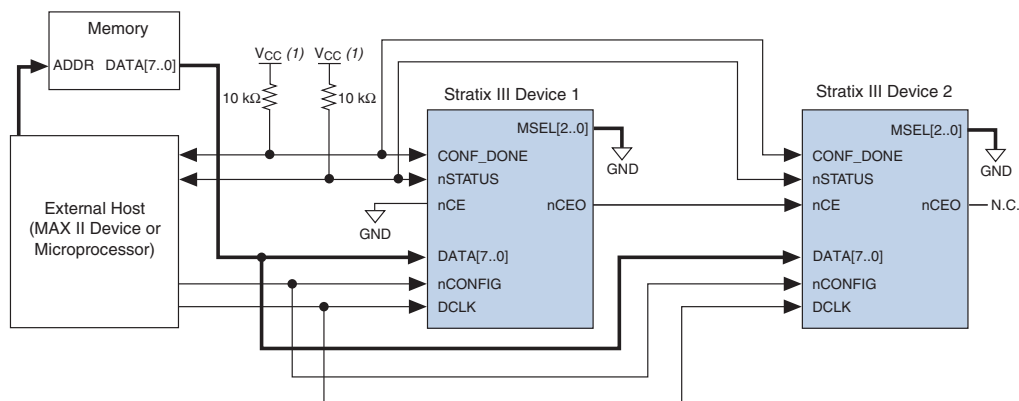 Memory
ADDR DATA[7..0]
VCC (1) VCC (1)
10 kΩ 10 kΩ
Stratix III Device 1
MSEL[2..0]
CONF_DONE
nSTATUS
nCE nCEO
DATA[7..0]
nCONFIG
DCLK
GND
GND
External Host
(MAX II Device or
Microprocessor)
Stratix III Device 2
MSEL[2..0]
CONF_DONE
nSTATUS
nCE nCEO
DATA[7..0]
nCONFIG
DCLK
GND
N.C.